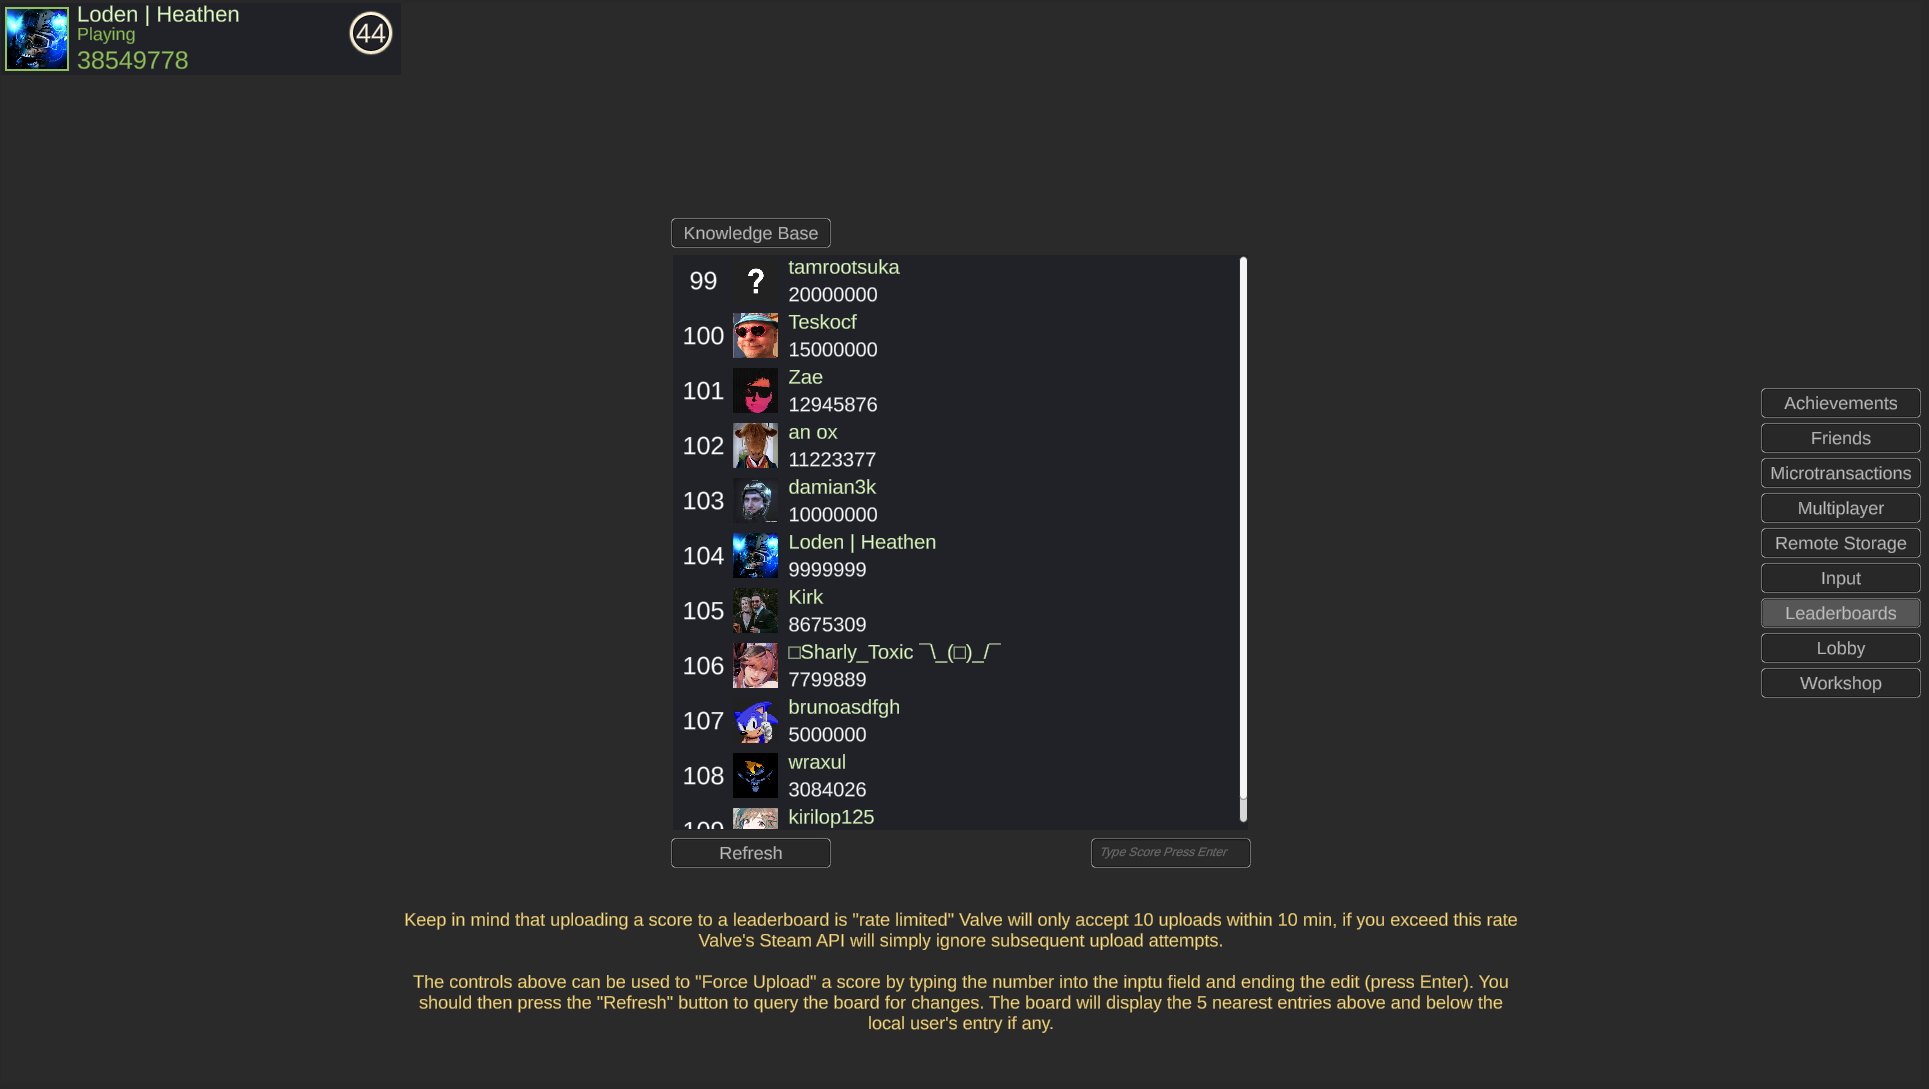 Loden | Heathen
Playing
38549778
44
Knowledge Base
99
?
tamrootsuka
20000000
100
Teskocf
15000000
101
Zae
12945876
102
an ox
11223377
103
damian3k
10000000
104
Loden | Heathen
9999999
105
Kirk
8675309
106
□Sharly_Toxic ¯\_(□)_/¯
7799889
107
brunoasdfgh
5000000
108
wraxul
3084026
109
kirilop125
Refresh
Type Score Press Enter
Achievements
Friends
Microtransactions
Multiplayer
Remote Storage
Input
Leaderboards
Lobby
Workshop
Keep in mind that uploading a score to a leaderboard is "rate limited" Valve will only accept 10 uploads within 10 min, if you exceed this rate
Valve's Steam API will simply ignore subsequent upload attempts.
The controls above can be used to "Force Upload" a score by typing the number into the inptu field and ending the edit (press Enter). You
should then press the "Refresh" button to query the board for changes. The board will display the 5 nearest entries above and below the
local user's entry if any.